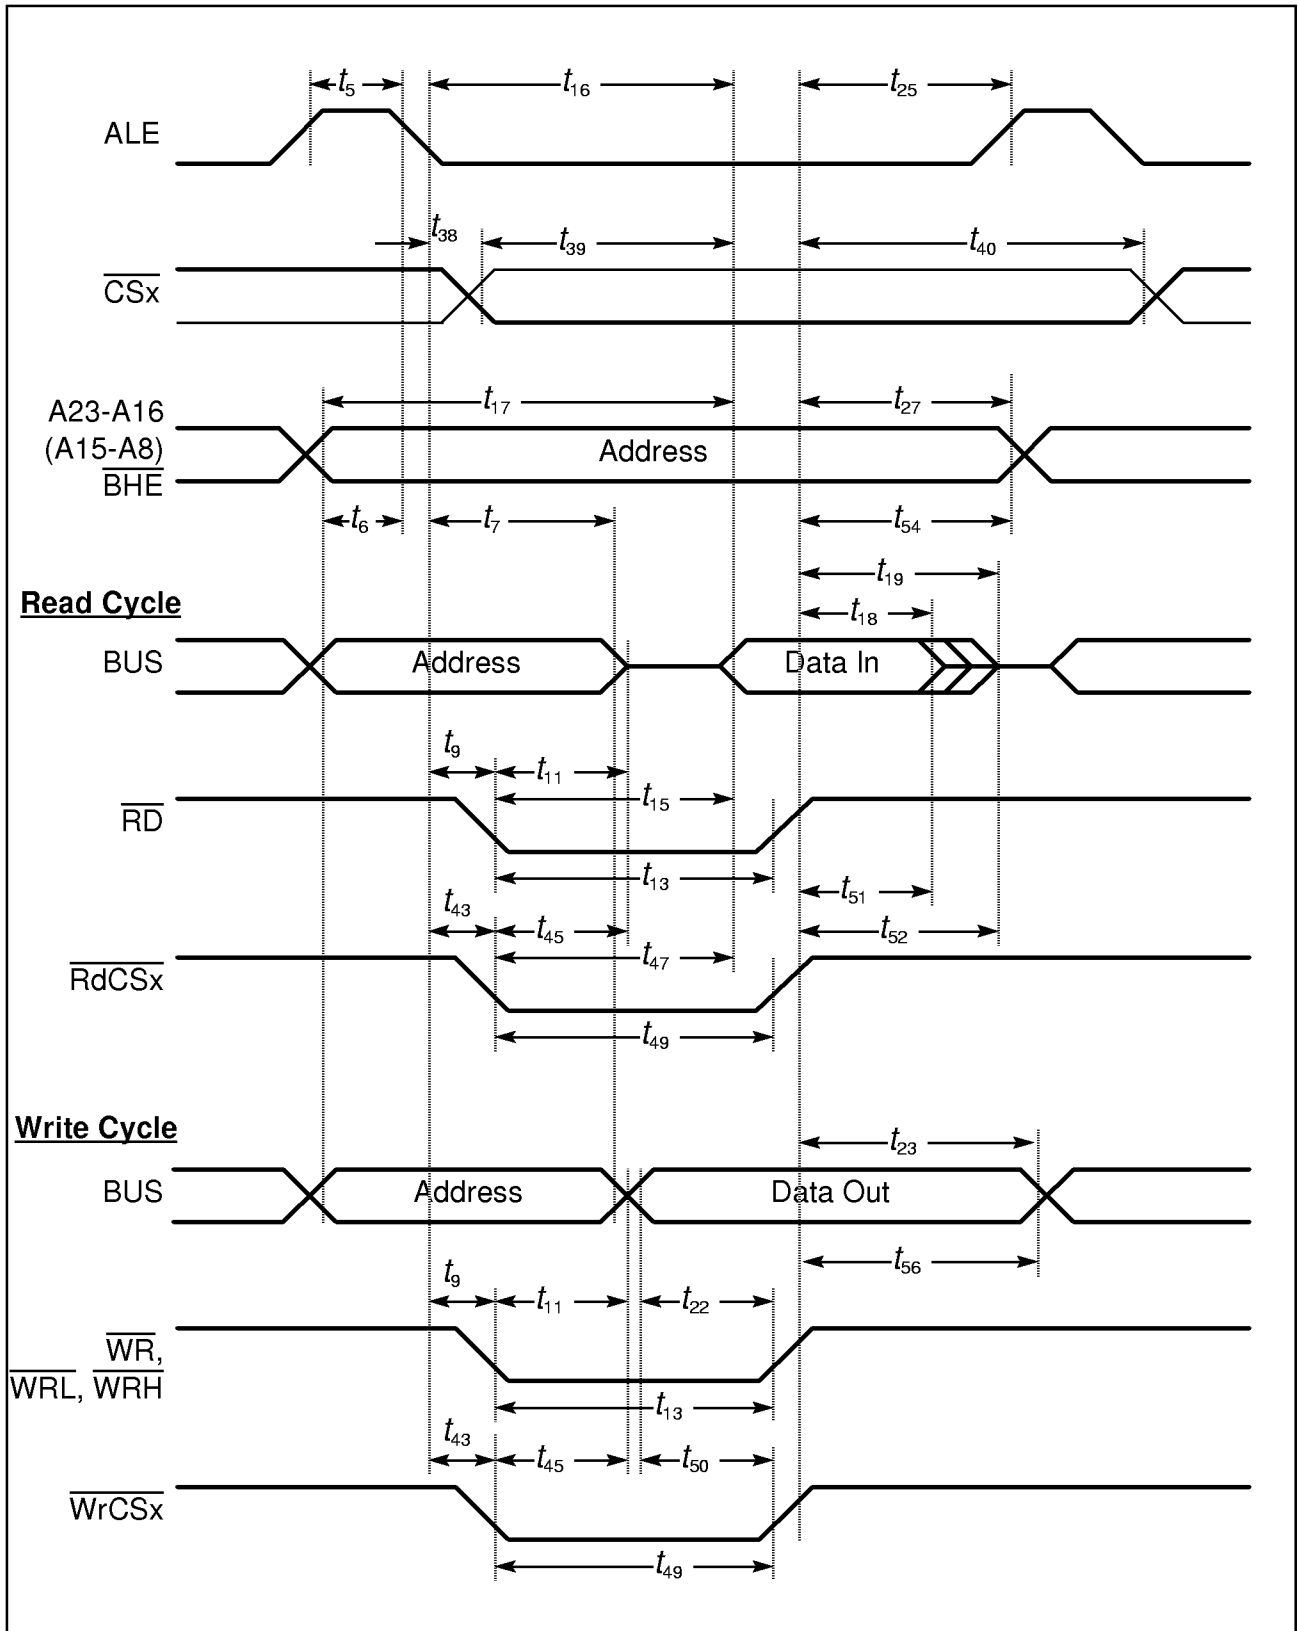 t5 t16 t25
ALE
t38 t39 t40
CSx
t17 t27
A23-A16
(A15-A8)
BHE
Address
t6 t7 t54
t19
Read Cycle
t18
BUS Address Data In
t9 t11
t15
RD
t13
t51
t43 t45 t52
t47
RdCSx
t49
Write Cycle
t23
BUS Address Data Out
t56
t9 t11 t22
WR,
WRL, WRH
t13
t43 t45 t50
WrCSx
t49